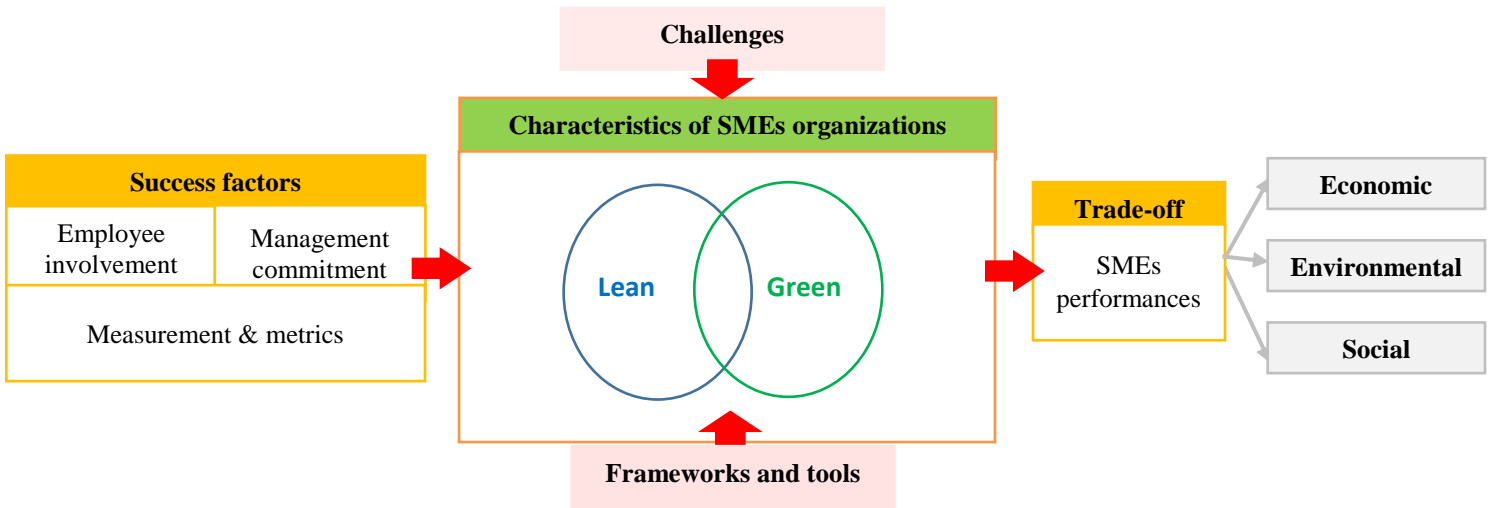 Challenges
Characteristics of SMEs organizations
Success factors
Employee
involvement
Management
commitment
Measurement & metrics
Lean
Green
Trade-off
SMEs
performances
Economic
Environmental
Social
Frameworks and tools